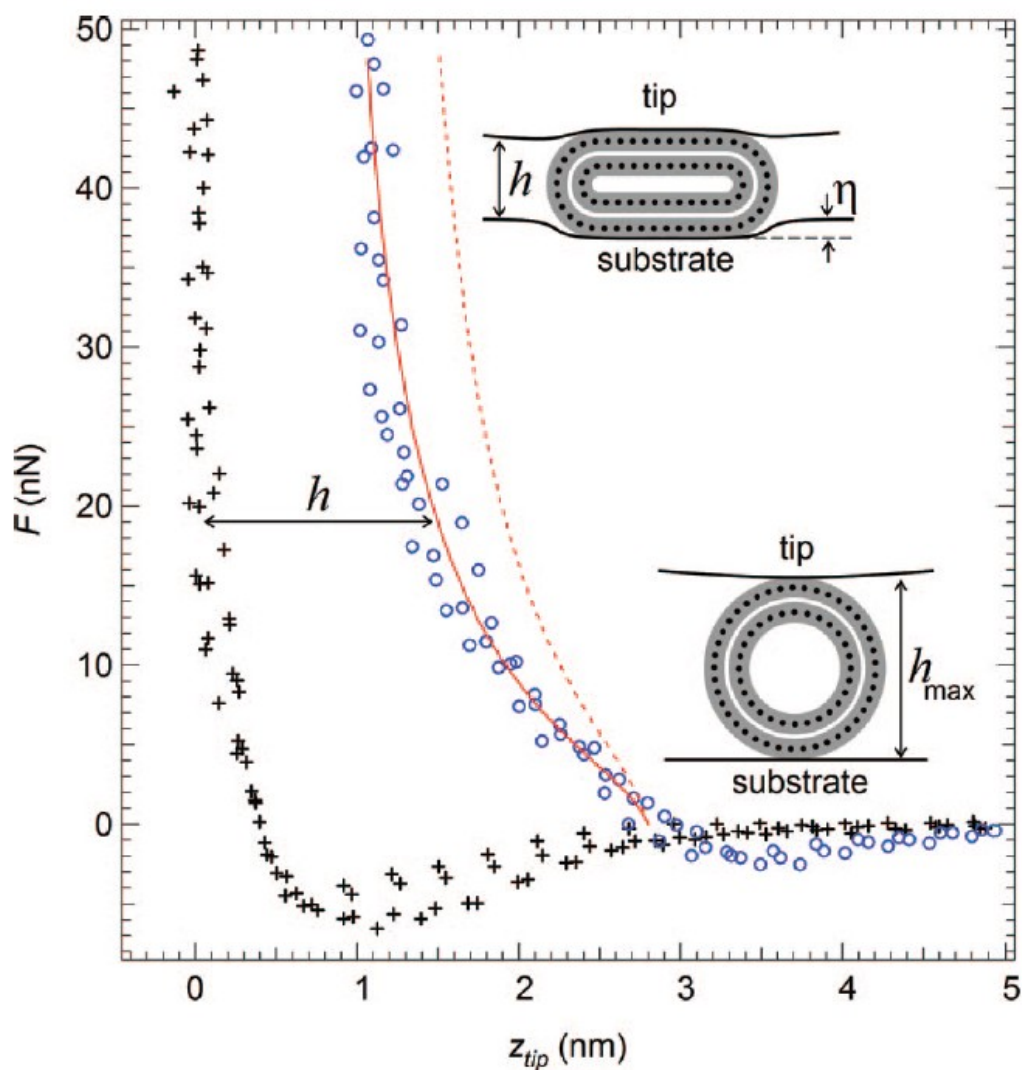 50
40
30
20
10
0
F (nN)
0
1
2
3
4
5
z_tip (nm)
h
tip
h
η
substrate
tip
h_max
substrate